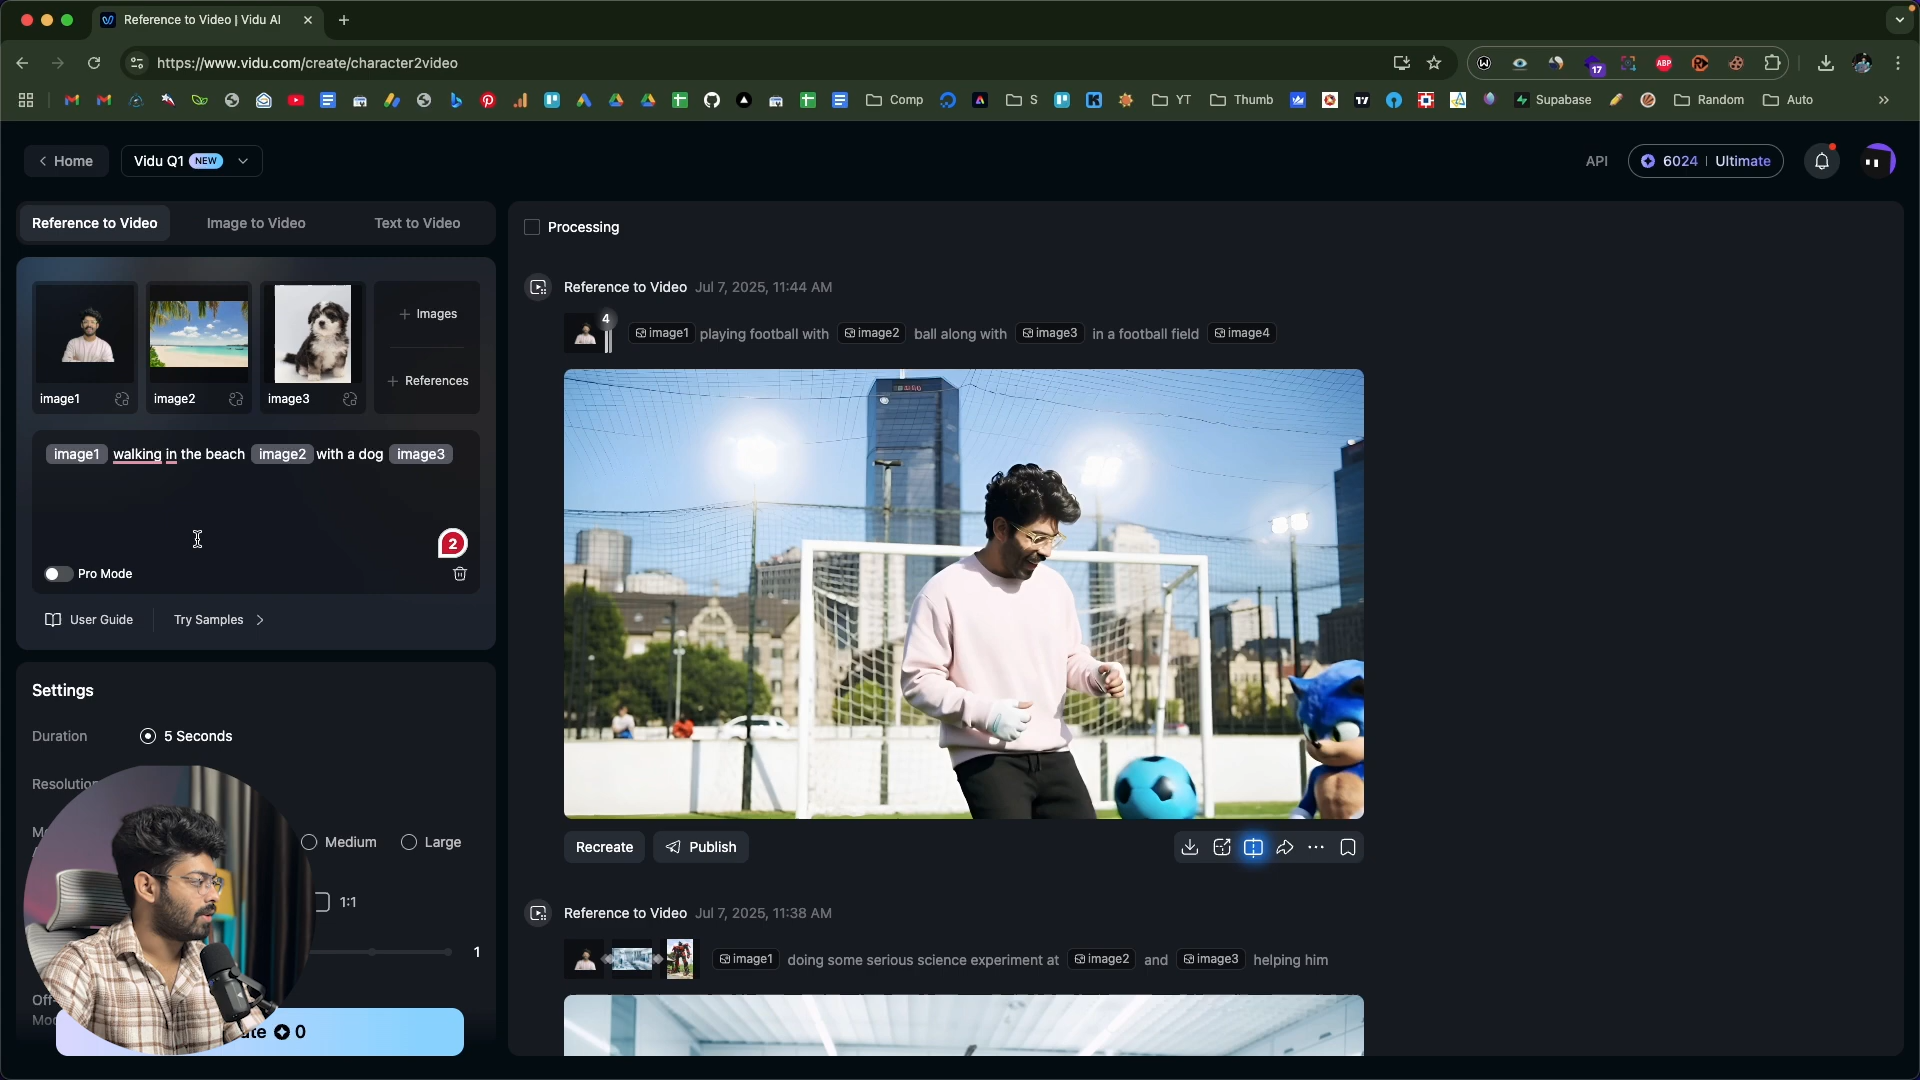 Reference to Video | Vidu AI
https://www.vidu.com/create/character2video
17
ABP
Comp
S
YT
Thumb
Supabase
Random
Auto
Home
Vidu Q1 NEW
API
6024 | Ultimate
Reference to Video
Image to Video
Text to Video
image1
image2
image3
+ Images
+ References
image1 walking in the beach image2 with a dog image3
2
Pro Mode
User Guide
Try Samples
Settings
Duration
5 Seconds
Resolution
Medium
Large
1:1
1
Off-
0
Processing
Reference to Video Jul 7, 2025, 11:44 AM
4
image1 playing football with image2 ball along with image3 in a football field image4
Recreate
Publish
Reference to Video Jul 7, 2025, 11:38 AM
image1 doing some serious science experiment at image2 and image3 helping him